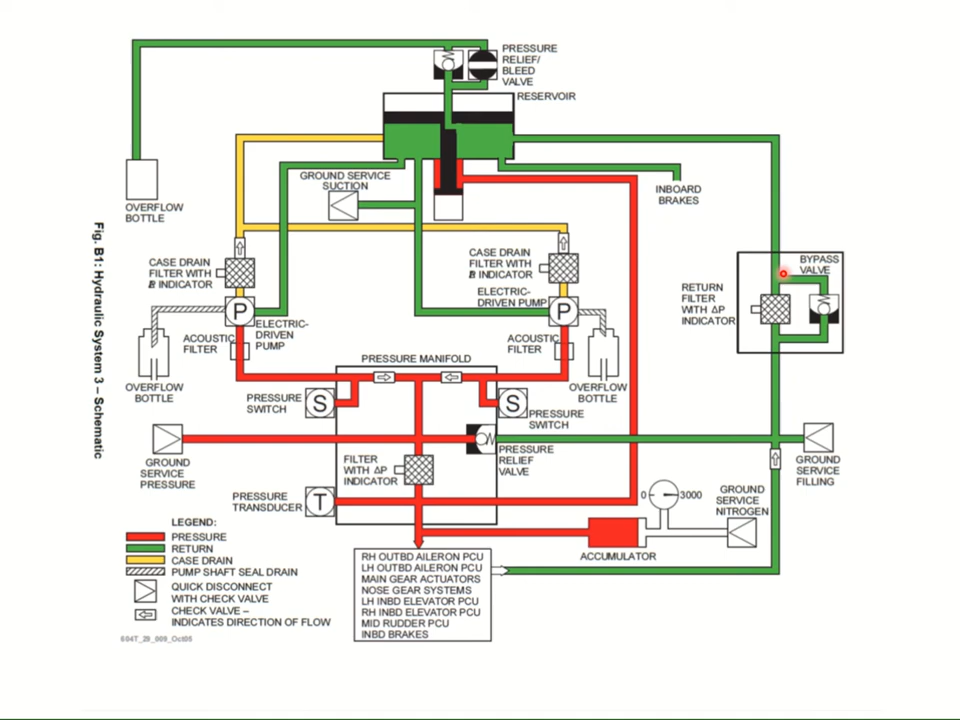 PRESSURE
RELIEF/
BLEED
VALVE
RESERVOIR
GROUND SERVICE
SUCTION
INBOARD
BRAKES
OVERFLOW
BOTTLE
Fig. B1: Hydraulic System 3 – Schematic
CASE DRAIN
FILTER WITH
INDICATOR
CASE DRAIN
FILTER WITH
INDICATOR
BYPASS
VALVE
RETURN
FILTER
WITH ΔP
INDICATOR
ELECTRIC-
DRIVEN PUMP
P
P
ELECTRIC-
DRIVEN
PUMP
ACOUSTIC
FILTER
ACOUSTIC
FILTER
PRESSURE MANIFOLD
OVERFLOW
BOTTLE
OVERFLOW
BOTTLE
PRESSURE
SWITCH
S
S
PRESSURE
SWITCH
GROUND
SERVICE
PRESSURE
FILTER
WITH ΔP
INDICATOR
PRESSURE
RELIEF
VALVE
GROUND
SERVICE
FILLING
PRESSURE
TRANSDUCER
T
0
3000
GROUND
SERVICE
NITROGEN
ACCUMULATOR
LEGEND:
PRESSURE
RETURN
CASE DRAIN
PUMP SHAFT SEAL DRAIN
QUICK DISCONNECT
WITH CHECK VALVE
CHECK VALVE –
INDICATES DIRECTION OF FLOW
RH OUTBD AILERON PCU
LH OUTBD AILERON PCU
MAIN GEAR ACTUATORS
NOSE GEAR SYSTEMS
LH INBD ELEVATOR PCU
RH INBD ELEVATOR PCU
MID RUDDER PCU
INBD BRAKES
604T_29_009_Oct05